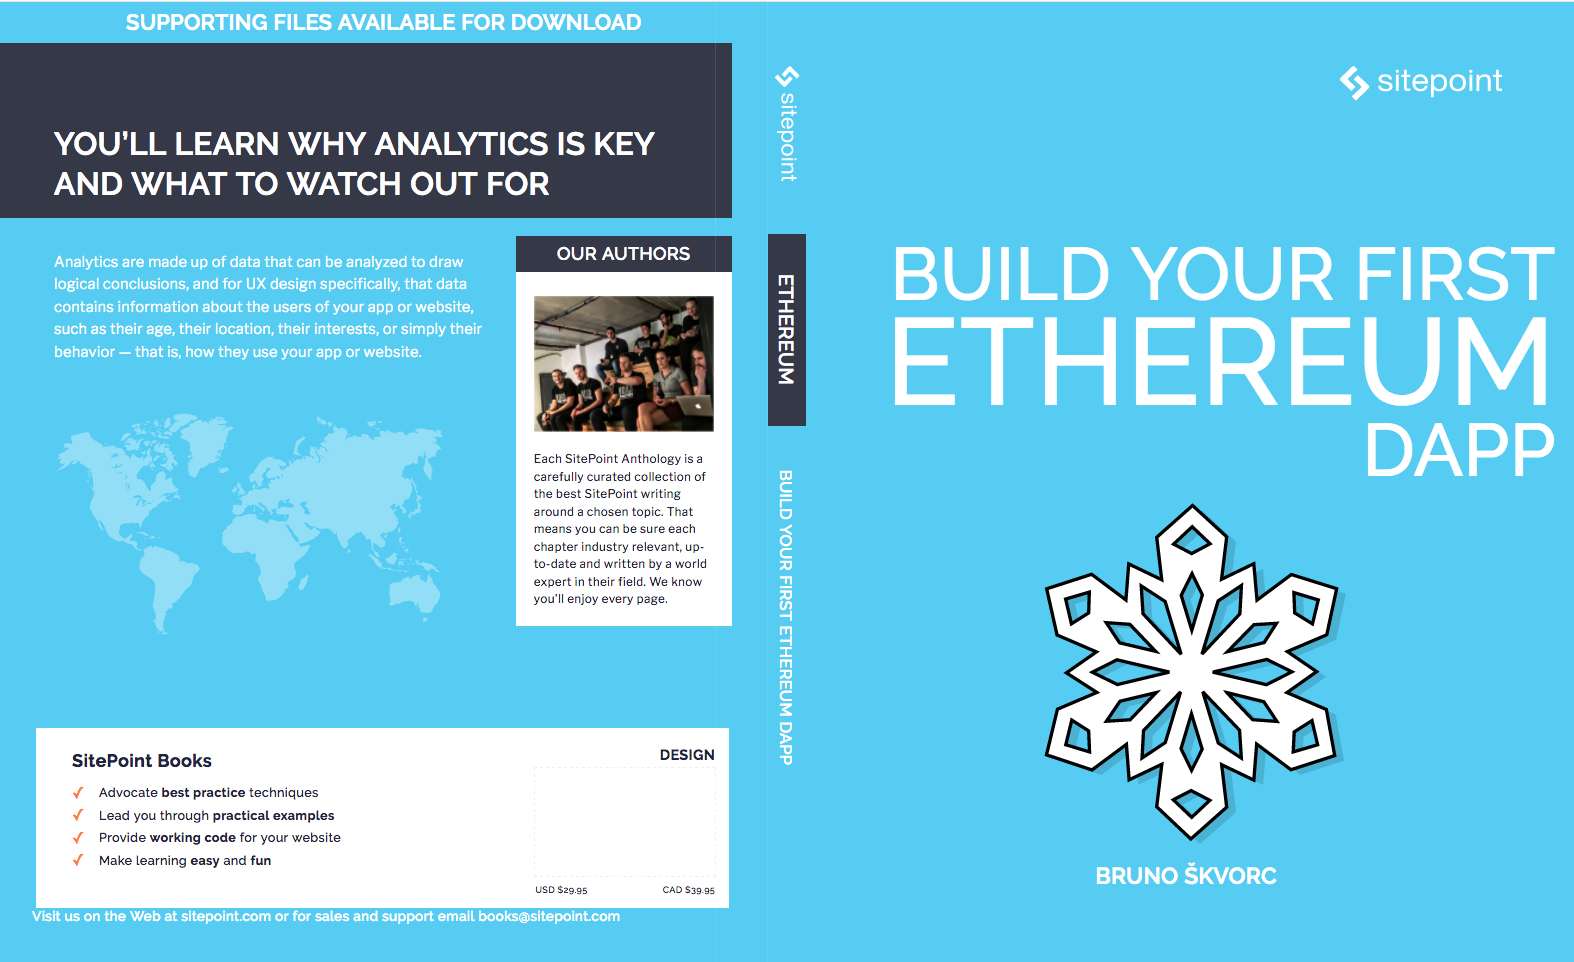 SUPPORTING FILES AVAILABLE FOR DOWNLOAD
YOU’LL LEARN WHY ANALYTICS IS KEY
AND WHAT TO WATCH OUT FOR
Analytics are made up of data that can be analyzed to draw
logical conclusions, and for UX design specifically, that data
contains information about the users of your app or website,
such as their age, their location, their interests, or simply their
behavior — that is, how they use your app or website.
OUR AUTHORS
Each SitePoint Anthology is a
carefully curated collection of
the best SitePoint writing
around a chosen topic. That
means you can be sure each
chapter industry relevant, up-
to-date and written by a world
expert in their field. We know
you'll enjoy every page.
SitePoint Books
✓ Advocate best practice techniques
✓ Lead you through practical examples
✓ Provide working code for your website
✓ Make learning easy and fun
DESIGN
USD $29.95
CAD $39.95
Visit us on the Web at sitepoint.com or for sales and support email books@sitepoint.com
sitepoint
ETHEREUM
BUILD YOUR FIRST ETHEREUM DAPP
sitepoint
BUILD YOUR FIRST
ETHEREUM
DAPP
BRUNO ŠKVORC